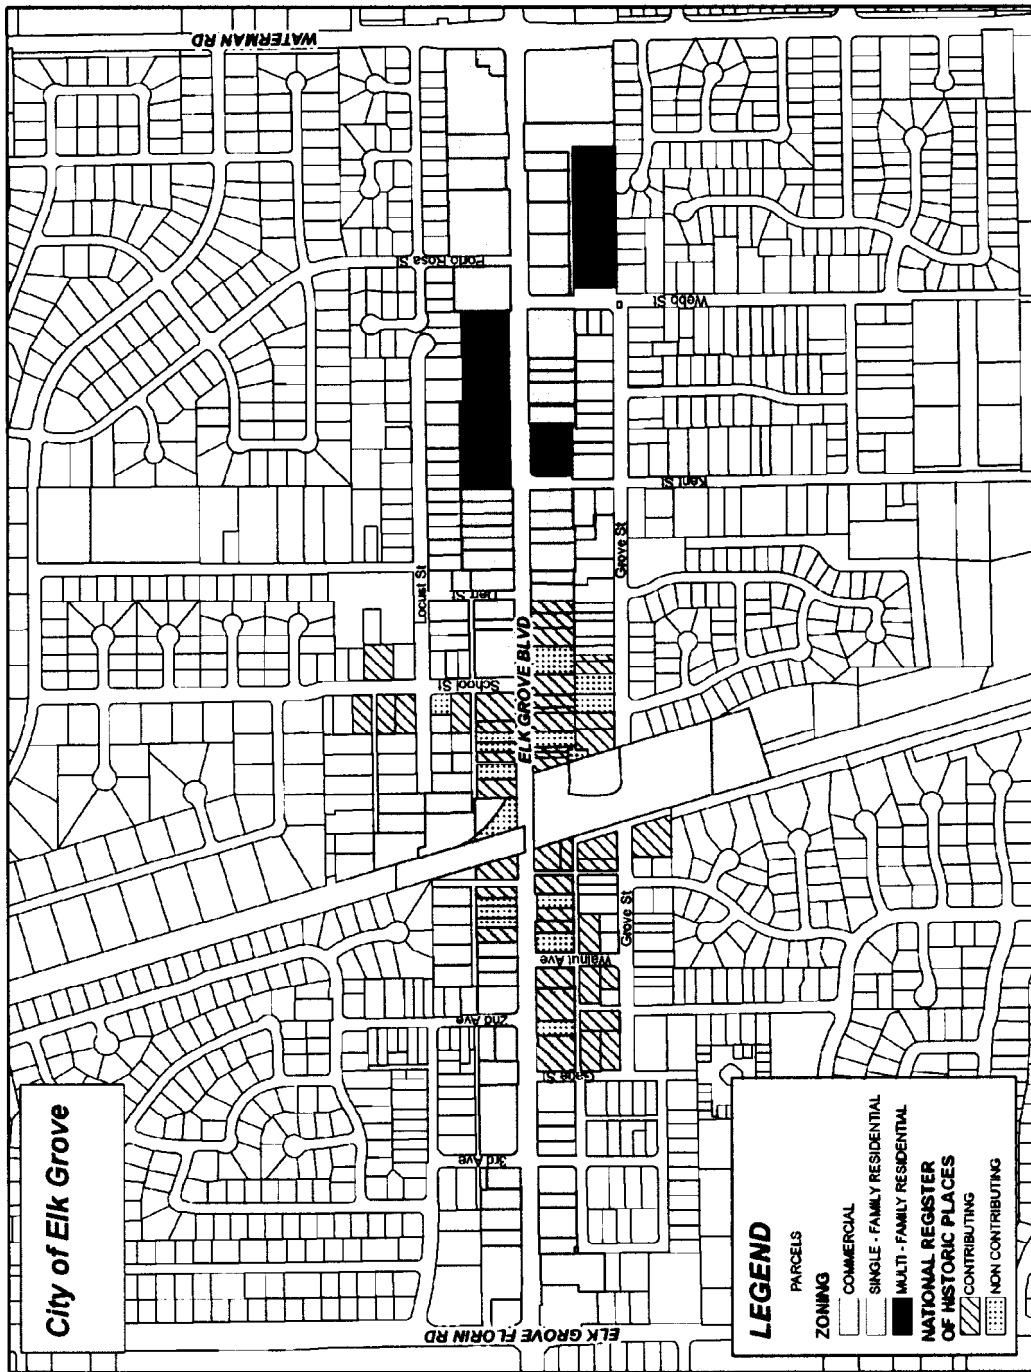 City of Elk Grove
WATERMAN RD
Porto Rosa St
Webb St
Kent St
Locust St
Derr St
Grove St
School St
ELK GROVE BLVD
Grove St
Walnut Ave
2nd Ave
Gage St
3rd Ave
ELK GROVE FLORIN RD
LEGEND
PARCELS
ZONING
COMMERCIAL
SINGLE - FAMILY RESIDENTIAL
MULTI - FAMILY RESIDENTIAL
NATIONAL REGISTER
OF HISTORIC PLACES
CONTRIBUTING
NON CONTRIBUTING